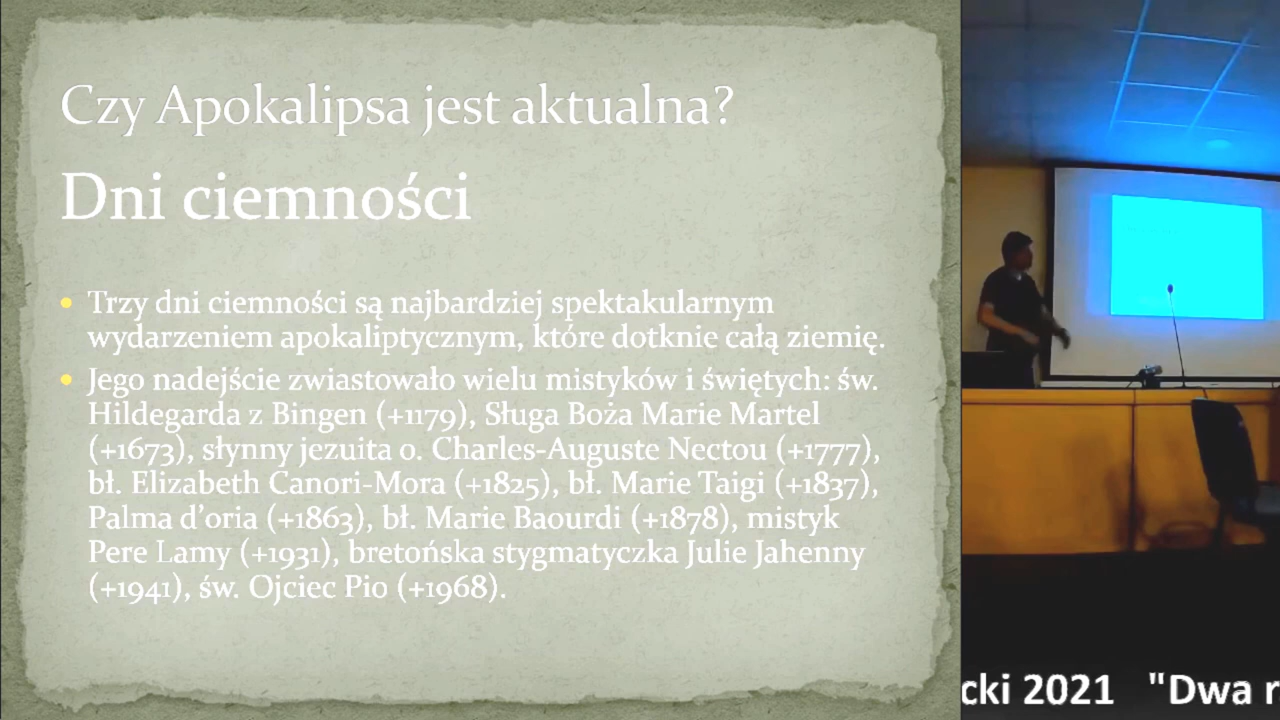 Czy Apokalipsa jest aktualna?
Dni ciemności
• Trzy dni ciemności są najbardziej spektakularnym
wydarzeniem apokaliptycznym, które dotknie całą ziemię.
• Jego nadejście zwiastowało wielu mistyków i świętych: św.
Hildegarda z Bingen (+1179), Sługa Boża Marie Martel
(+1673), słynny jezuita o. Charles-Auguste Nectou (+1777),
bł. Elizabeth Canori-Mora (+1825), bł. Marie Taigi (+1837),
Palma d'oria (+1863), bł. Marie Baourdi (+1878), mistyk
Pere Lamy (+1931), bretońska stygmatyczka Julie Jahenny
(+1941), św. Ojciec Pio (+1968).
cki 2021 "Dwa r